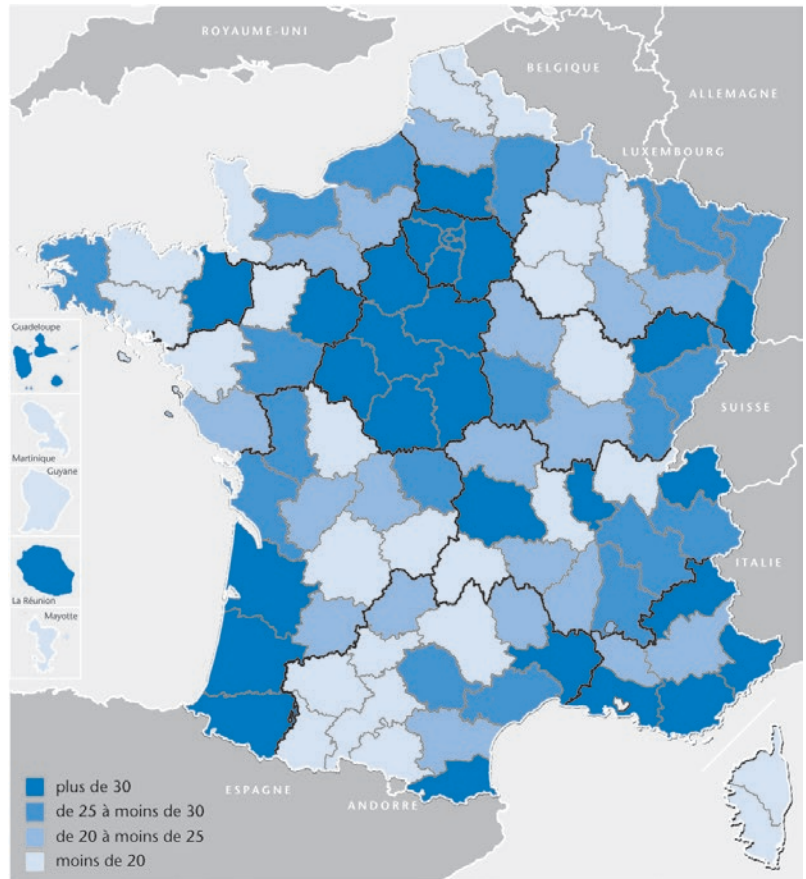 ROYAUME-UNI
BELGIQUE
ALLEMAGNE
LUXEMBOURG
Guadeloupe
SUISSE
Martinique
Guyane
ITALIE
La Réunion
Mayotte
plus de 30
de 25 à moins de 30
de 20 à moins de 25
moins de 20
ESPAGNE
ANDORRE